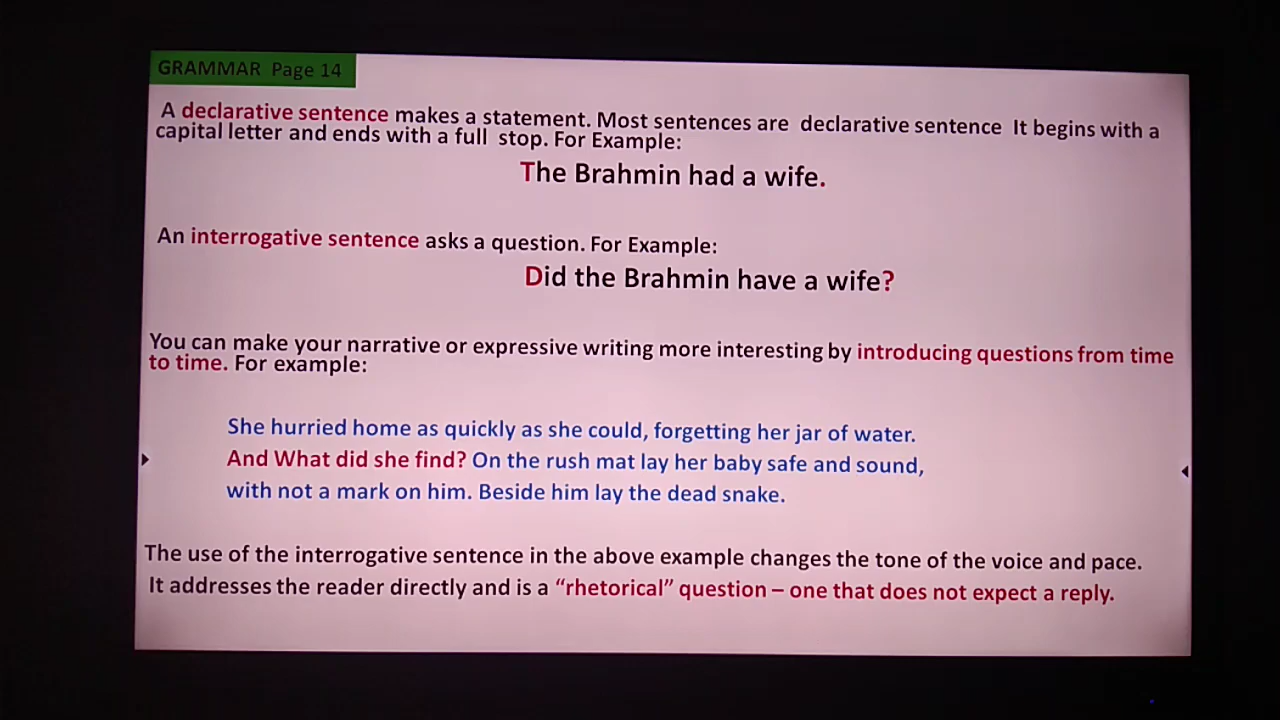 GRAMMAR Page 14
A declarative sentence makes a statement. Most sentences are declarative sentence It begins with a
capital letter and ends with a full stop. For Example:
The Brahmin had a wife.
An interrogative sentence asks a question. For Example:
Did the Brahmin have a wife?
You can make your narrative or expressive writing more interesting by introducing questions from time
to time. For example:
She hurried home as quickly as she could, forgetting her jar of water.
And What did she find? On the rush mat lay her baby safe and sound,
with not a mark on him. Beside him lay the dead snake.
The use of the interrogative sentence in the above example changes the tone of the voice and pace.
It addresses the reader directly and is a “rhetorical” question – one that does not expect a reply.